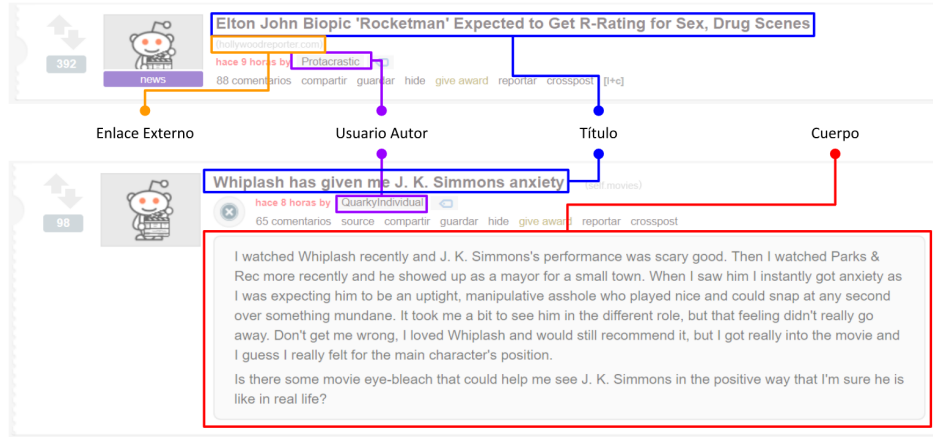 Elton John Biopic 'Rocketman' Expected to Get R-Rating for Sex, Drug Scenes
(hollywoodreporter.com)
392
hace 9 horas by Protacrastic
news
88 comentarios compartir guardar hide give award reportar crosspost [l+c]
Enlace Externo Usuario Autor Título Cuerpo
Whiplash has given me J. K. Simmons anxiety (self movies)
hace 8 horas by QuarkyIndividual
98
65 comentarios source compartir guardar hide give award reportar crosspost
I watched Whiplash recently and J. K. Simmons's performance was scary good. Then I watched Parks &
Rec more recently and he showed up as a mayor for a small town. When I saw him I instantly got anxiety as
I was expecting him to be an uptight, manipulative asshole who played nice and could snap at any second
over something mundane. It took me a bit to see him in the different role, but that feeling didn't really go
away. Don't get me wrong, I loved Whiplash and would still recommend it, but I got really into the movie and
I guess I really felt for the main character's position.
Is there some movie eye-bleach that could help me see J. K. Simmons in the positive way that I'm sure he is
like in real life?